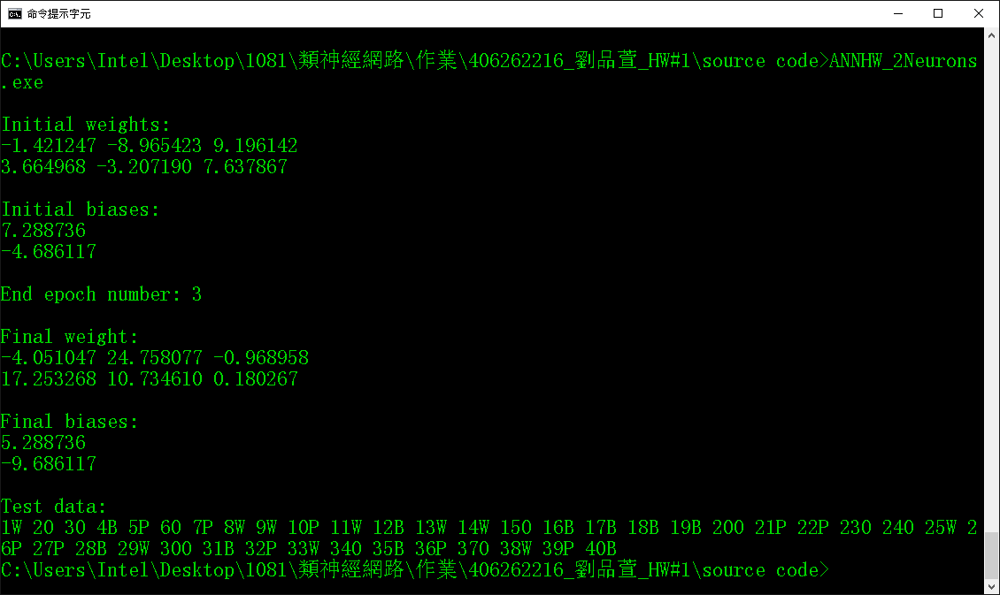 命令提示字元
C:\Users\Intel\Desktop\1081\類神經網路\作業\406262216_劉品萱_HW#1\source code>ANNHW_2Neurons
.exe
Initial weights:
-1.421247 -8.965423 9.196142
3.664968 -3.207190 7.637867
Initial biases:
7.288736
-4.686117
End epoch number: 3
Final weight:
-4.051047 24.758077 -0.968958
17.253268 10.734610 0.180267
Final biases:
5.288736
-9.686117
Test data:
1W 2O 3O 4B 5P 6O 7P 8W 9W 10P 11W 12B 13W 14W 15O 16B 17B 18B 19B 20O 21P 22P 23O 24O 25W 2
6P 27P 28B 29W 30O 31B 32P 33W 34O 35B 36P 37O 38W 39P 40B
C:\Users\Intel\Desktop\1081\類神經網路\作業\406262216_劉品萱_HW#1\source code>